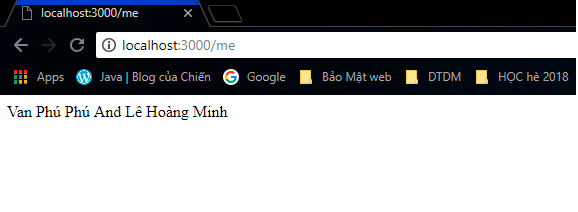 localhost:3000/me
localhost:3000/me
Apps Java | Blog của Chiến Google Bảo Mật web DTDM HỌC hè 2018
Van Phú Phú And Lê Hoàng Minh